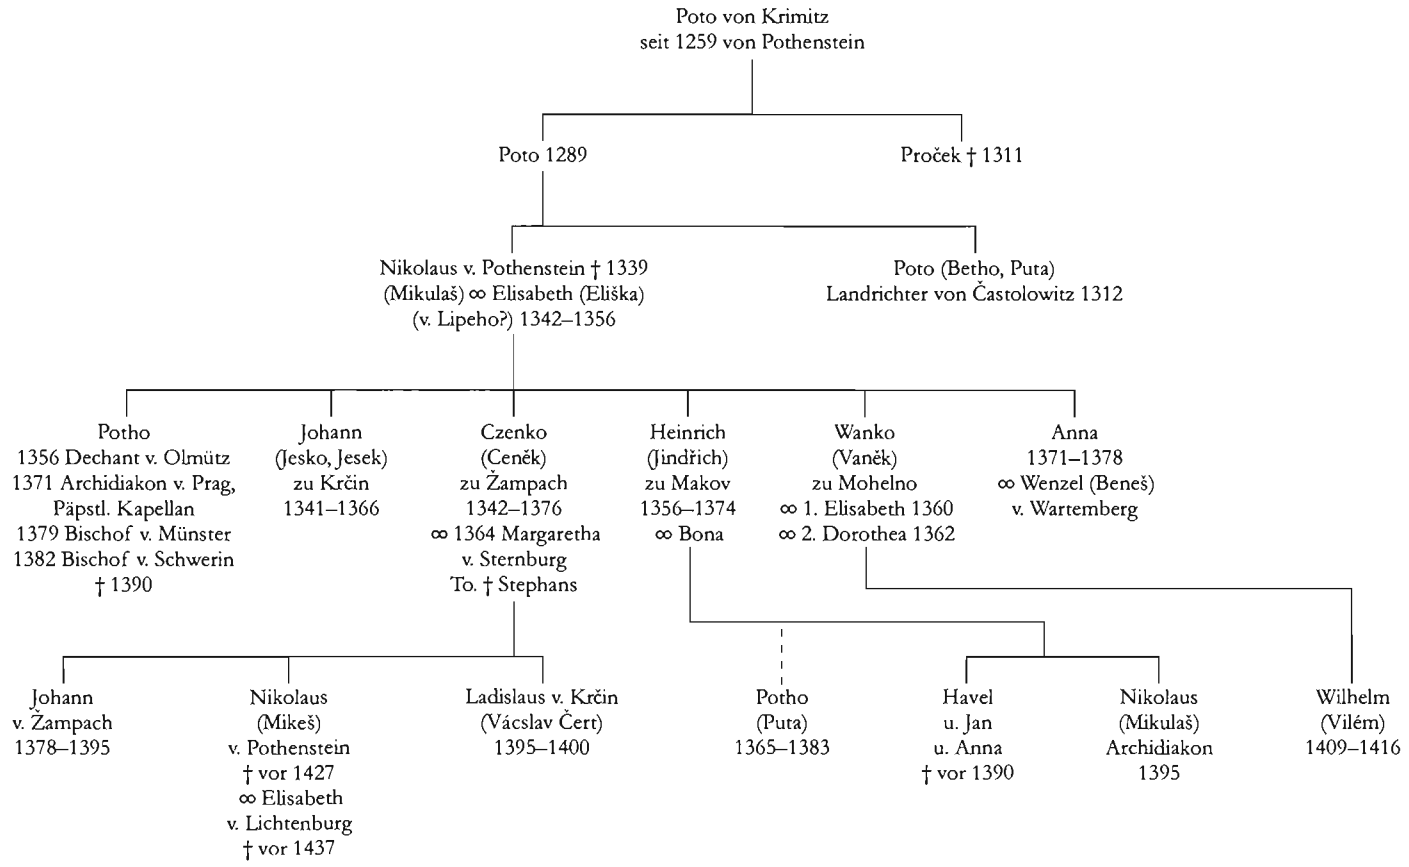 Poto von Krimitz
seit 1259 von Pothenstein
Poto 1289
Proček † 1311
Nikolaus v. Pothenstein † 1339
(Mikulaš) ∞ Elisabeth (Eliška)
(v. Lipeho?) 1342–1356
Poto (Betho, Puta)
Landrichter von Častolowitz 1312
Potho
1356 Dechant v. Olmütz
1371 Archidiakon v. Prag,
Päpstl. Kapellan
1379 Bischof v. Münster
1382 Bischof v. Schwerin
† 1390
Johann
(Jesko, Jesek)
zu Krčin
1341–1366
Czenko
(Ceněk)
zu Žampach
1342–1376
∞ 1364 Margaretha
v. Sternburg
To. † Stephans
Heinrich
(Jindřich)
zu Makov
1356–1374
∞ Bona
Wanko
(Vaněk)
zu Mohelno
∞ 1. Elisabeth 1360
∞ 2. Dorothea 1362
Anna
1371–1378
∞ Wenzel (Beneš)
v. Wartemberg
Johann
v. Žampach
1378–1395
Nikolaus
(Mikeš)
v. Pothenstein
† vor 1427
∞ Elisabeth
v. Lichtenburg
† vor 1437
Ladislaus v. Krčin
(Vácslav Čert)
1395–1400
Potho
(Puta)
1365–1383
Havel
u. Jan
u. Anna
† vor 1390
Nikolaus
(Mikulaš)
Archidiakon
1395
Wilhelm
(Vilém)
1409–1416